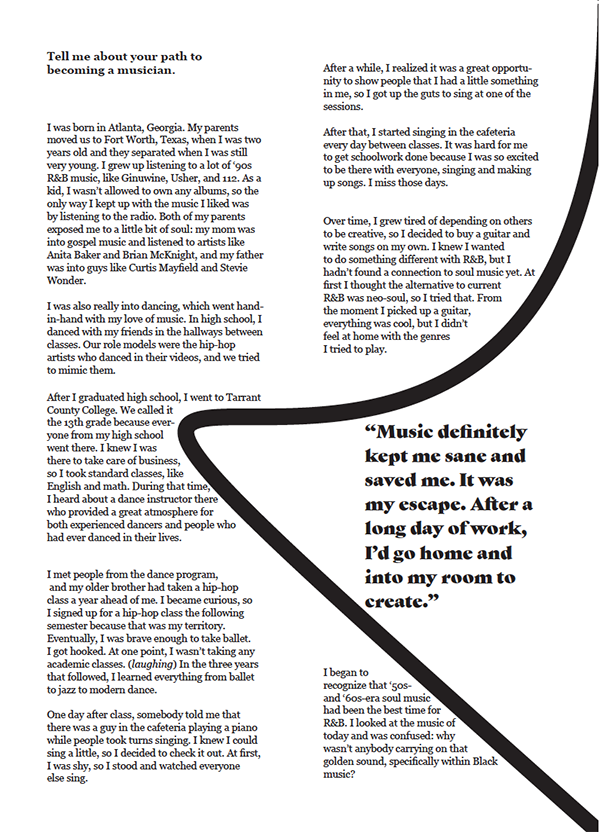 Tell me about your path to
becoming a musician.
I was born in Atlanta, Georgia. My parents
moved us to Fort Worth, Texas, when I was two
years old and they separated when I was still
very young. I grew up listening to a lot of ‘90s
R&B music, like Ginuwine, Usher, and 112. As a
kid, I wasn’t allowed to own any albums, so the
only way I kept up with the music I liked was
by listening to the radio. Both of my parents
exposed me to a little bit of soul: my mom was
into gospel music and listened to artists like
Anita Baker and Brian McKnight, and my father
was into guys like Curtis Mayfield and Stevie
Wonder.
I was also really into dancing, which went hand-
in-hand with my love of music. In high school, I
danced with my friends in the hallways between
classes. Our role models were the hip-hop
artists who danced in their videos, and we tried
to mimic them.
After I graduated high school, I went to Tarrant
County College. We called it
the 13th grade because ever-
yone from my high school
went there. I knew I was
there to take care of business,
so I took standard classes, like
English and math. During that time,
I heard about a dance instructor there
who provided a great atmosphere for
both experienced dancers and people who
had ever danced in their lives.
I met people from the dance program,
and my older brother had taken a hip-hop
class a year ahead of me. I became curious, so
I signed up for a hip-hop class the following
semester because that was my territory.
Eventually, I was brave enough to take ballet.
I got hooked. At one point, I wasn’t taking any
academic classes. (laughing) In the three years
that followed, I learned everything from ballet
to jazz to modern dance.
One day after class, somebody told me that
there was a guy in the cafeteria playing a piano
while people took turns singing. I knew I could
sing a little, so I decided to check it out. At first,
I was shy, so I stood and watched everyone
else sing.
After a while, I realized it was a great opportu-
nity to show people that I had a little something
in me, so I got up the guts to sing at one of the
sessions.
After that, I started singing in the cafeteria
every day between classes. It was hard for me
to get schoolwork done because I was so excited
to be there with everyone, singing and making
up songs. I miss those days.
Over time, I grew tired of depending on others
to be creative, so I decided to buy a guitar and
write songs on my own. I knew I wanted
to do something different with R&B, but I
hadn’t found a connection to soul music yet. At
first I thought the alternative to current
R&B was neo-soul, so I tried that. From
the moment I picked up a guitar,
everything was cool, but I didn’t
feel at home with the genres
I tried to play.
“Music definitely
kept me sane and
saved me. It was
my escape. After a
long day of work,
I’d go home and
into my room to
create.”
I began to
recognize that ‘50s-
and ‘60s-era soul music
had been the best time for
R&B. I looked at the music of
today and was confused: why
wasn’t anybody carrying on that
golden sound, specifically within Black
music?